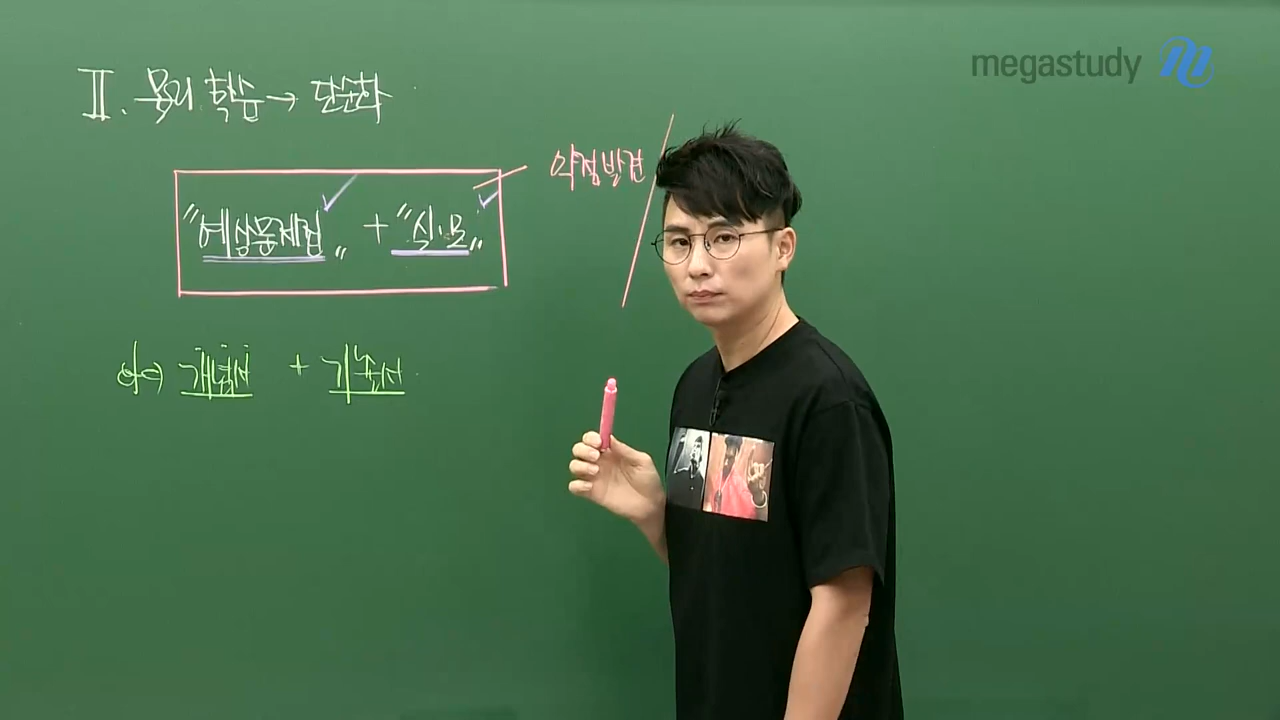 Ⅱ. 물리 학습 → 단순화
megastudy
약점발견
"예상문제집" + "실모"
개념서 + 기출서